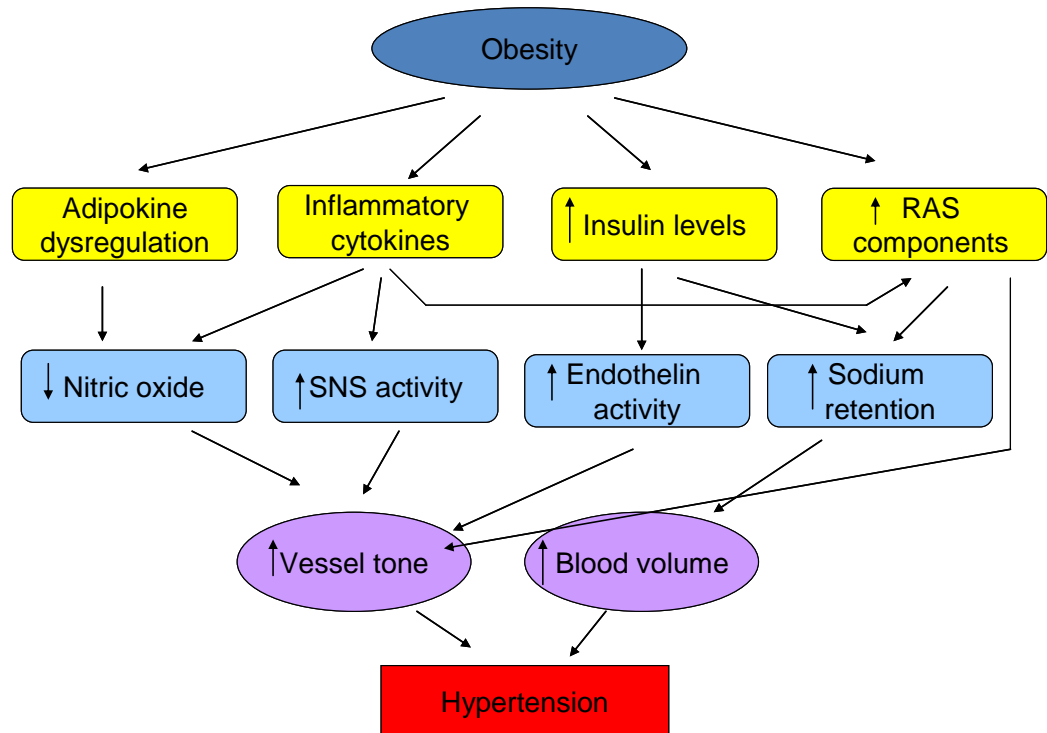 Obesity
Adipokine
dysregulation
Inflammatory
cytokines
Insulin levels
RAS
components
Nitric oxide
SNS activity
Endothelin
activity
Sodium
retention
Vessel tone
Blood volume
Hypertension